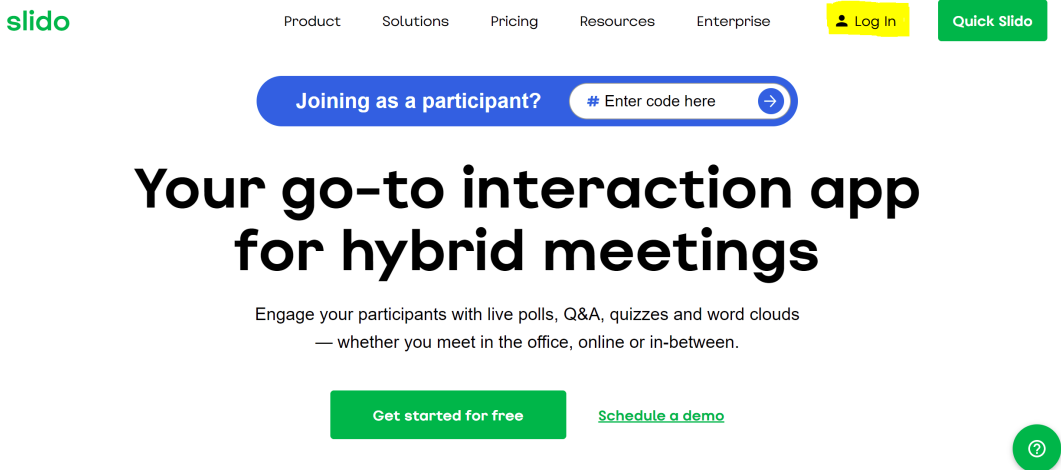 slido
Product Solutions Pricing Resources Enterprise Log In Quick Slido
Joining as a participant? # Enter code here
Your go-to interaction app
for hybrid meetings
Engage your participants with live polls, Q&A, quizzes and word clouds
— whether you meet in the office, online or in-between.
Get started for free Schedule a demo